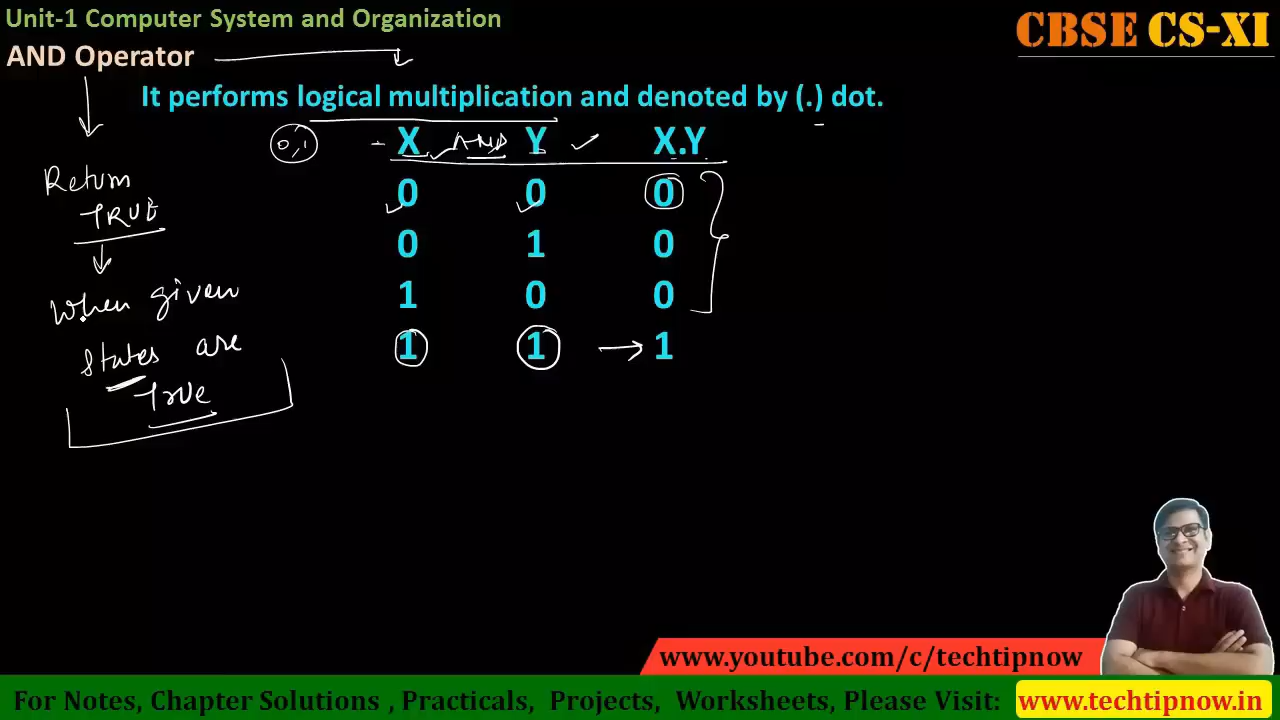 Unit-1 Computer System and Organization
CBSE CS-XI
AND Operator
It performs logical multiplication and denoted by (.) dot.
0,1 X AND Y X.Y
0 0 0
0 1 0
1 0 0
1 1 1
Return
TRUE
When given
states are
True
www.youtube.com/c/techtipnow
For Notes, Chapter Solutions , Practicals, Projects, Worksheets, Please Visit: www.techtipnow.in